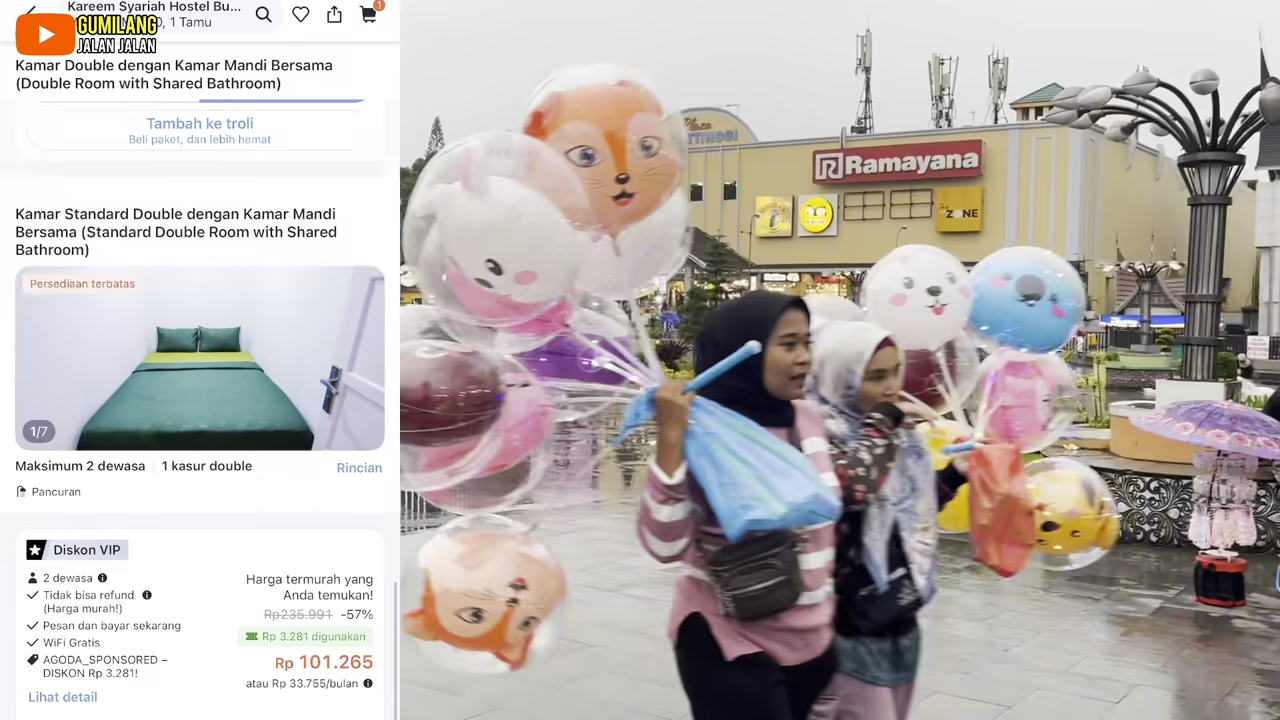 Kareem Syariah Hostel Bu...
0, 1 Tamu
1
GUMILANG
JALAN JALAN
Kamar Double dengan Kamar Mandi Bersama
(Double Room with Shared Bathroom)
Tambah ke troli
Beli paket, dan lebih hemat
Kamar Standard Double dengan Kamar Mandi
Bersama (Standard Double Room with Shared
Bathroom)
Persediaan terbatas
1/7
Maksimum 2 dewasa
1 kasur double
Rincian
Pancuran
Diskon VIP
2 dewasa
Tidak bisa refund
(Harga murah!)
Pesan dan bayar sekarang
WiFi Gratis
AGODA_SPONSORED –
DISKON Rp 3.281!
Lihat detail
Harga termurah yang
Anda temukan!
Rp235.991 -57%
Rp 3.281 digunakan
Rp 101.265
atau Rp 33.755/bulan
Plaza
Ramayana
ZONE